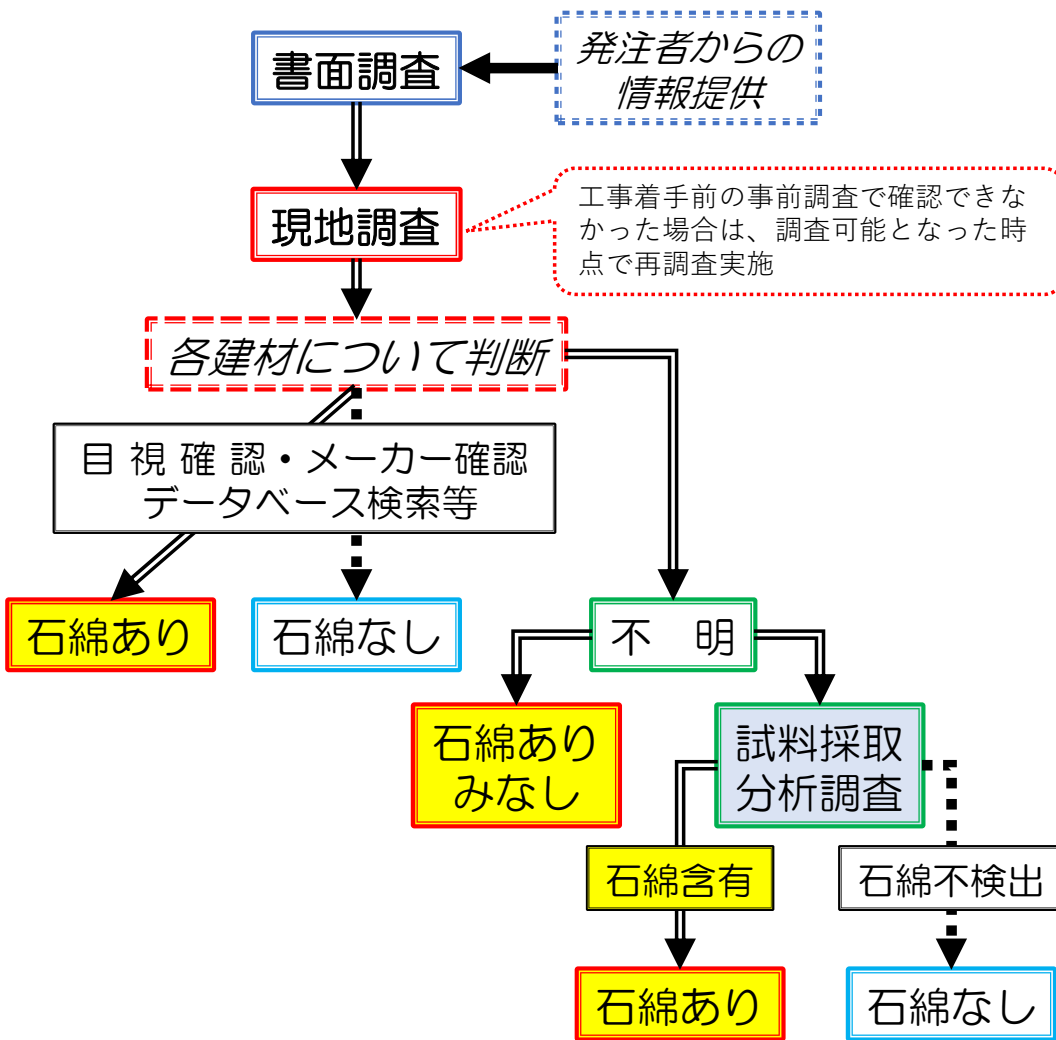 書面調査
発注者からの
情報提供
現地調査
工事着手前の事前調査で確認できな
かった場合は、調査可能となった時
点で再調査実施
各建材について判断
目視確認・メーカー確認
データベース検索等
石綿あり
石綿なし
不　明
石綿あり
みなし
試料採取
分析調査
石綿含有
石綿不検出
石綿あり
石綿なし